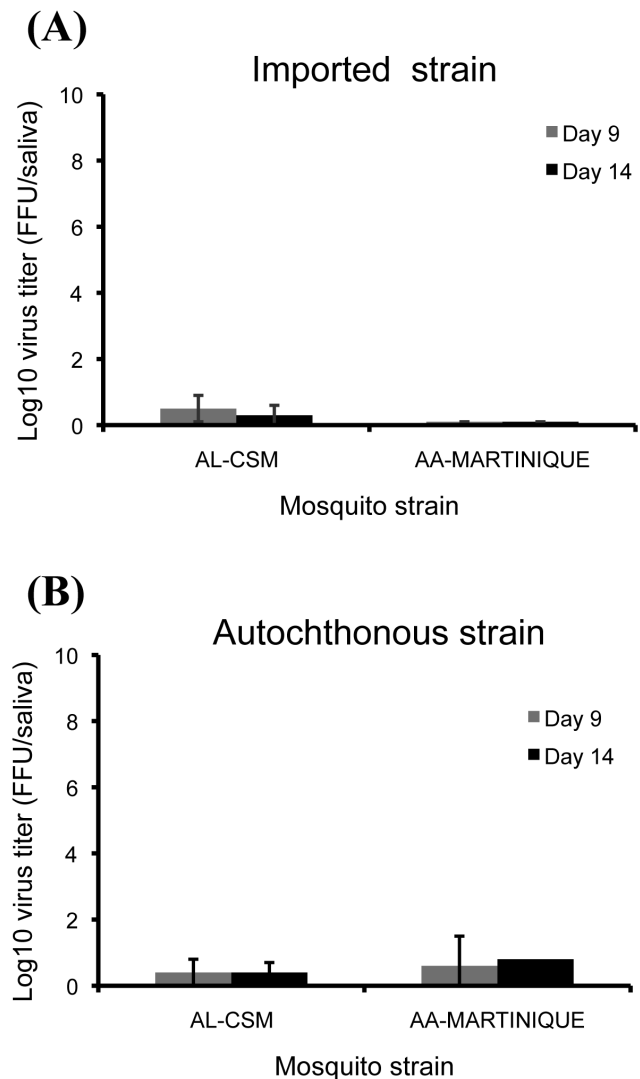 (A)
Imported strain
Log10 virus titer (FFU/saliva)
10
8
6
4
2
0
Day 9
Day 14
AL-CSM
AA-MARTINIQUE
Mosquito strain
(B)
Autochthonous strain
Log10 virus titer (FFU/saliva)
10
8
6
4
2
0
Day 9
Day 14
AL-CSM
AA-MARTINIQUE
Mosquito strain